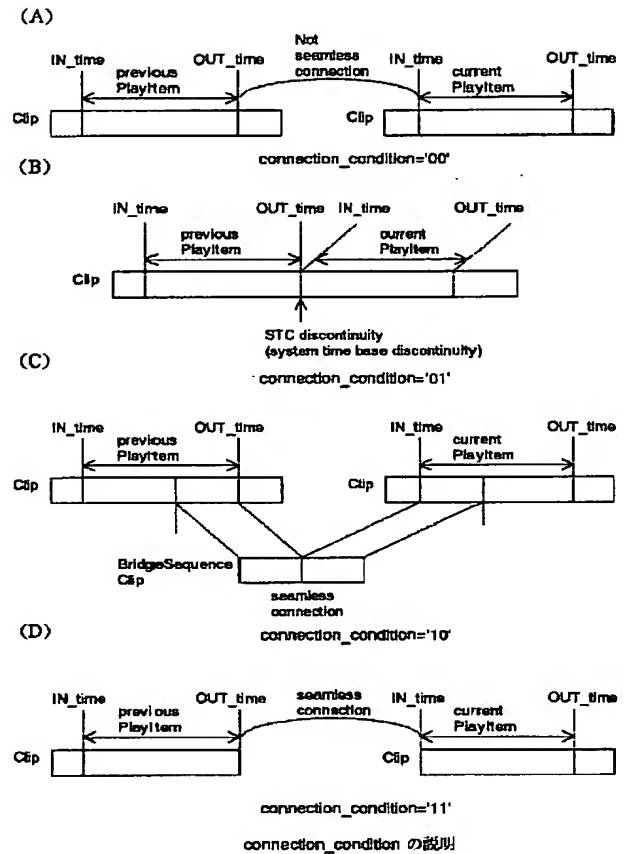 (A)
Not
seamless
connection
IN_time
OUT_time
IN_time
OUT_time
previous
PlayItem
current
PlayItem
Clip
Clip
connection_condition='00'
(B)
IN_time
OUT_time
IN_time
OUT_time
previous
PlayItem
current
PlayItem
Clip
STC discontinuity
(system time base discontinuity)
connection_condition='01'
(C)
IN_time
OUT_time
IN_time
OUT_time
previous
PlayItem
current
PlayItem
Clip
Clip
BridgeSequence
Clip
seamless
connection
connection_condition='10'
(D)
seamless
connection
IN_time
OUT_time
IN_time
OUT_time
previous
PlayItem
current
PlayItem
Clip
Clip
connection_condition='11'
connection_condition の説明